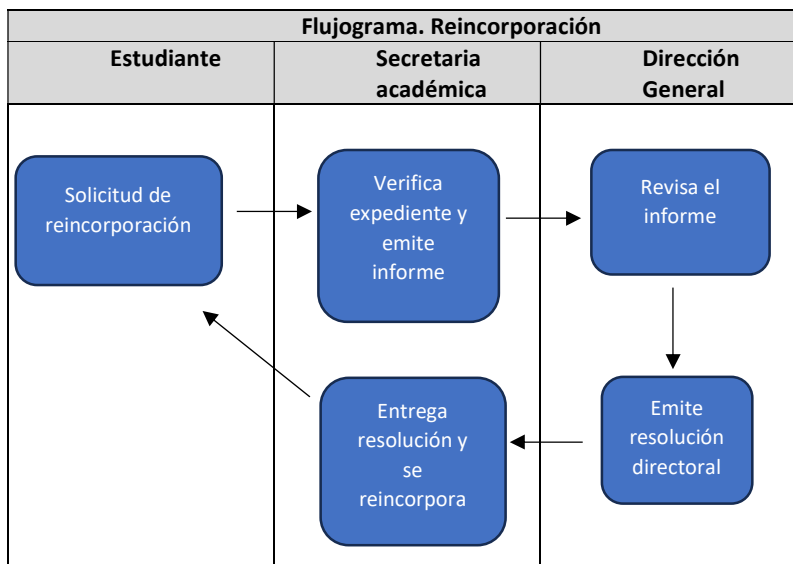 Flujograma. Reincorporación
Estudiante
Secretaria
académica
Dirección
General
Solicitud de
reincorporación
Verifica
expediente y
emite
informe
Revisa el
informe
Emite
resolución
directoral
Entrega
resolución y
se
reincorpora